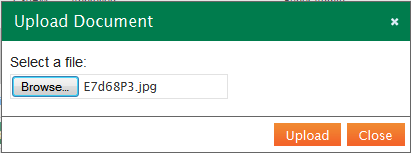 Upload Document
Select a file:
Browse... E7d68P3.jpg
Upload Close